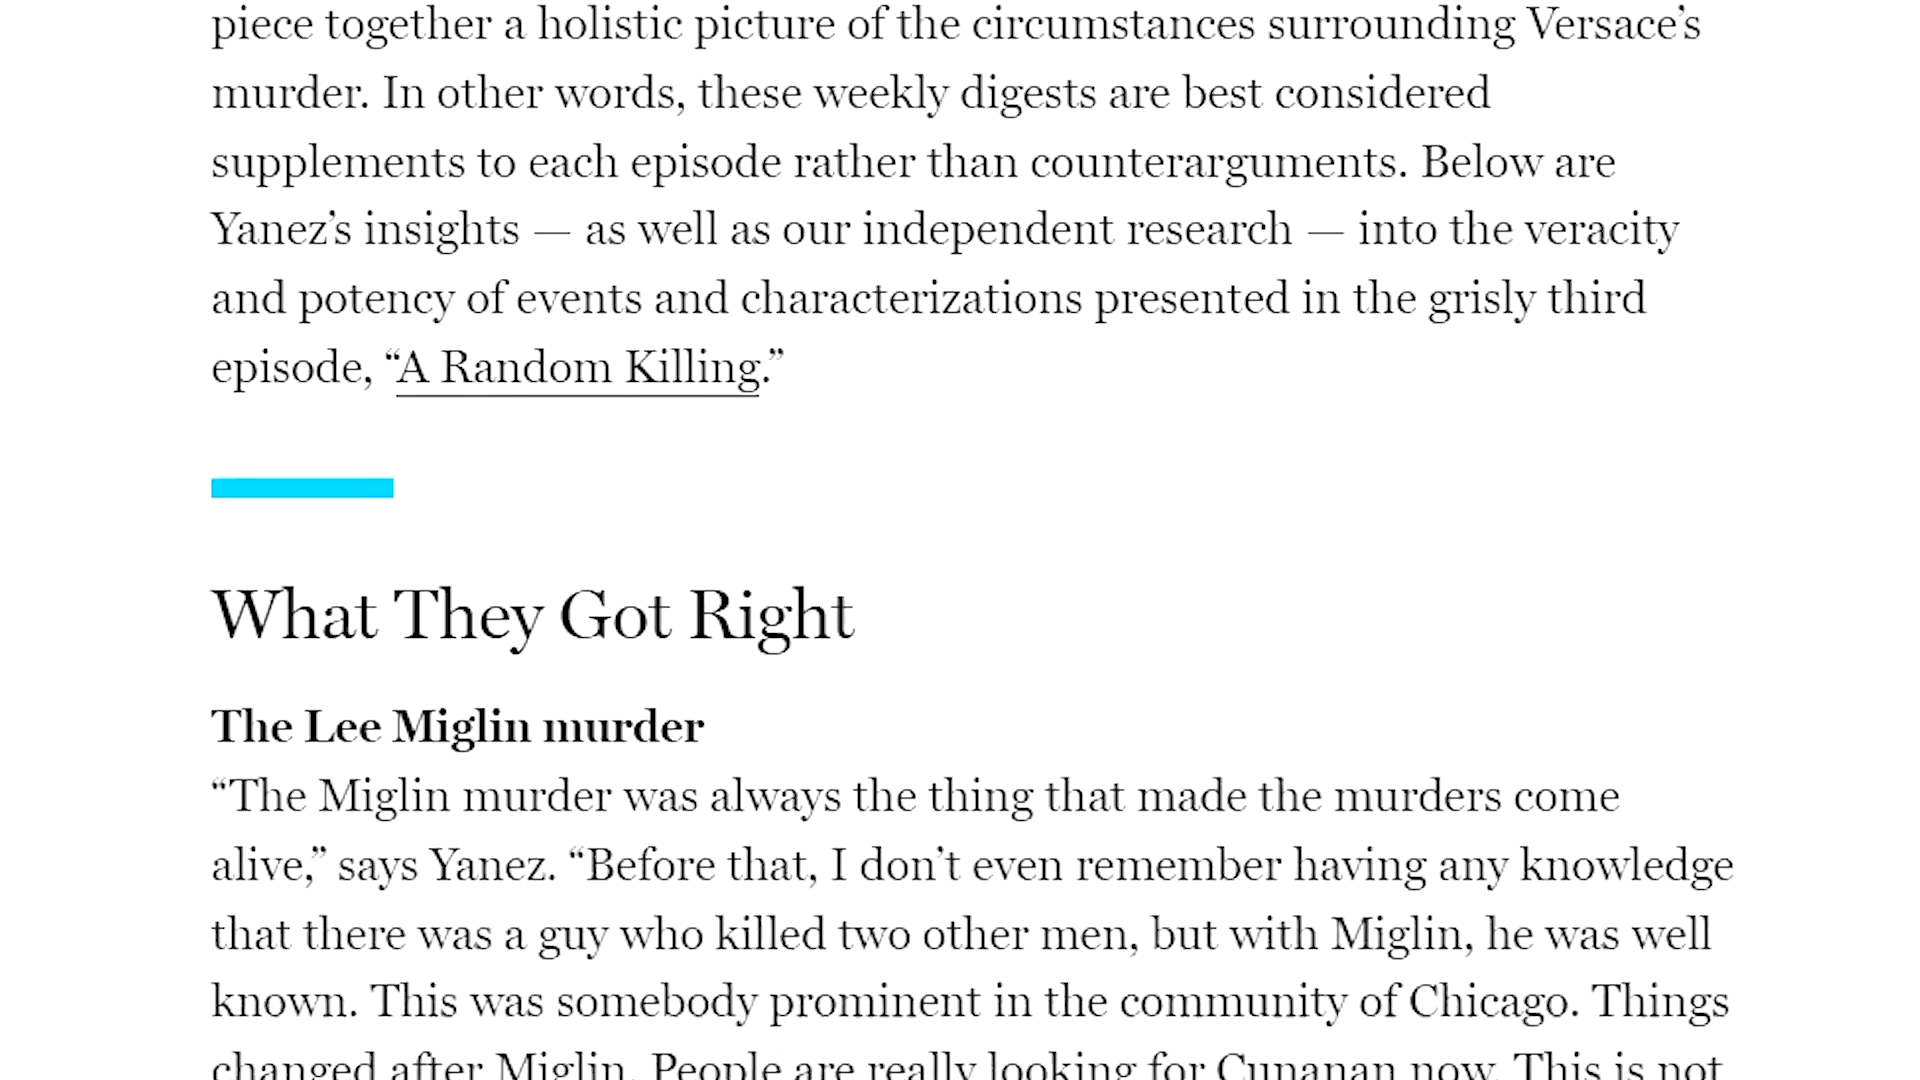 piece together a holistic picture of the circumstances surrounding Versace’s
murder. In other words, these weekly digests are best considered
supplements to each episode rather than counterarguments. Below are
Yanez’s insights — as well as our independent research — into the veracity
and potency of events and characterizations presented in the grisly third
episode, “A Random Killing.”
What They Got Right
The Lee Miglin murder
“The Miglin murder was always the thing that made the murders come
alive,” says Yanez. “Before that, I don’t even remember having any knowledge
that there was a guy who killed two other men, but with Miglin, he was well
known. This was somebody prominent in the community of Chicago. Things
changed after Miglin. People are really looking for Cunanan now. This is not